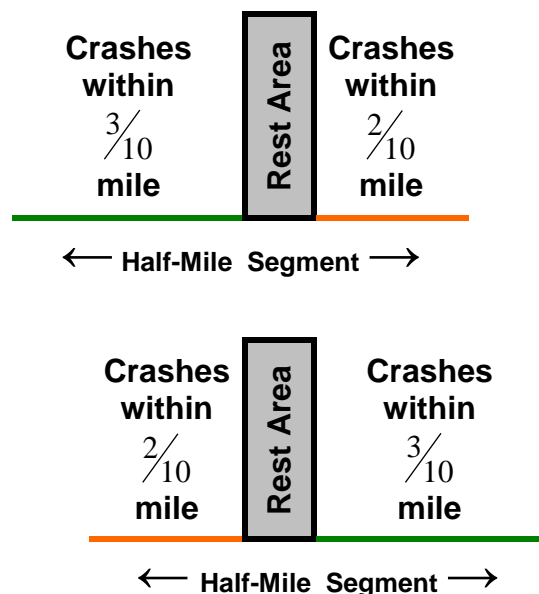 Crashes
within
3/10
mile
Rest Area
Crashes
within
2/10
mile
← Half-Mile Segment →
Crashes
within
2/10
mile
Rest Area
Crashes
within
3/10
mile
← Half-Mile Segment →